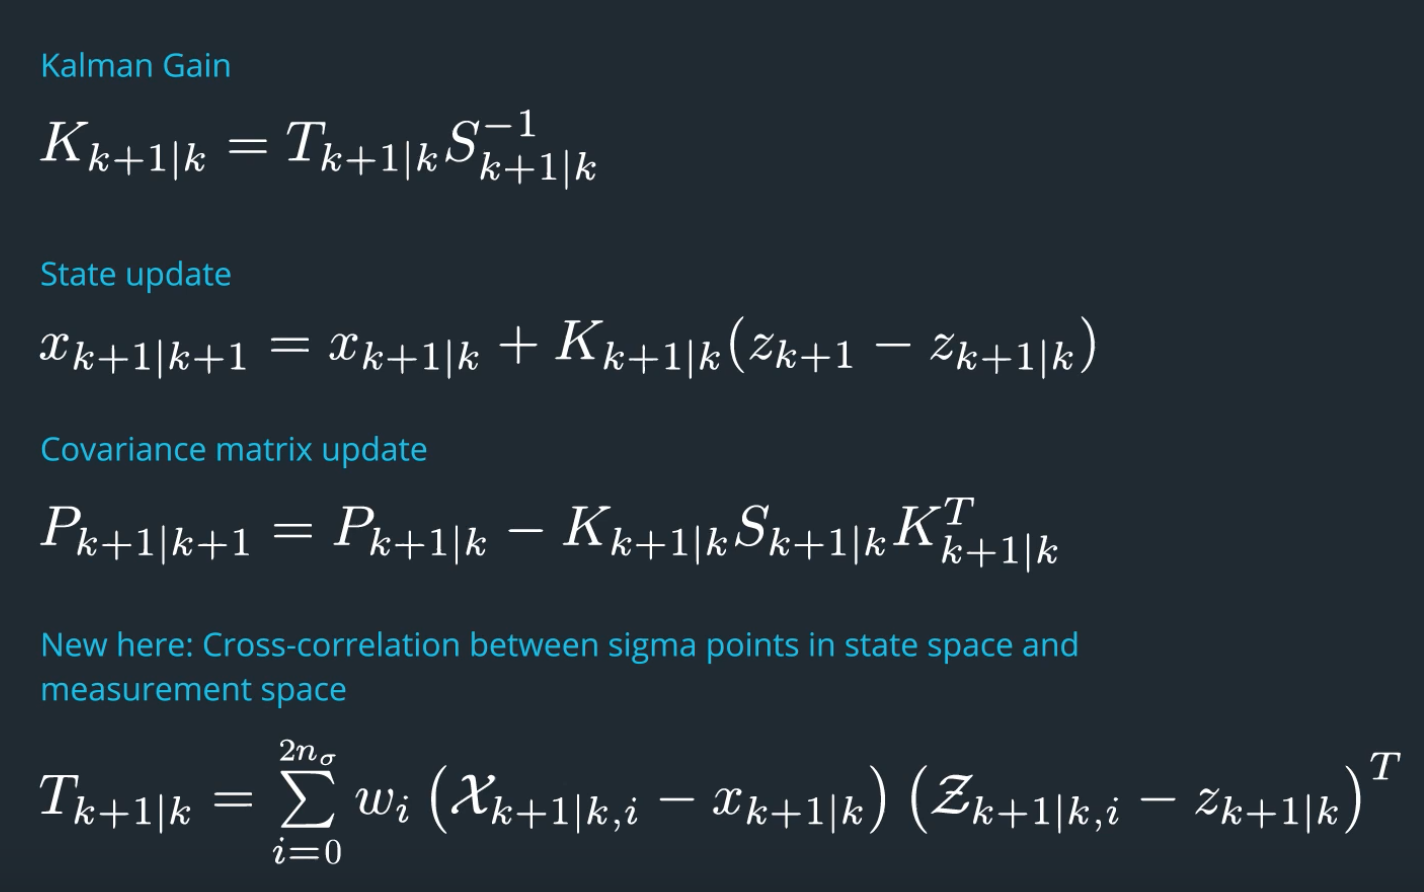 Kalman Gain
$K_{k+1|k} = T_{k+1|k} S_{k+1|k}^{-1}$
State update
$x_{k+1|k+1} = x_{k+1|k} + K_{k+1|k}(z_{k+1} - z_{k+1|k})$
Covariance matrix update
$P_{k+1|k+1} = P_{k+1|k} - K_{k+1|k} S_{k+1|k} K_{k+1|k}^{T}$
New here: Cross-correlation between sigma points in state space and
measurement space
$T_{k+1|k} = \sum_{i=0}^{2n_\sigma} w_i \left(\mathcal{X}_{k+1|k,i} - x_{k+1|k}\right) \left(\mathcal{Z}_{k+1|k,i} - z_{k+1|k}\right)^{T}$